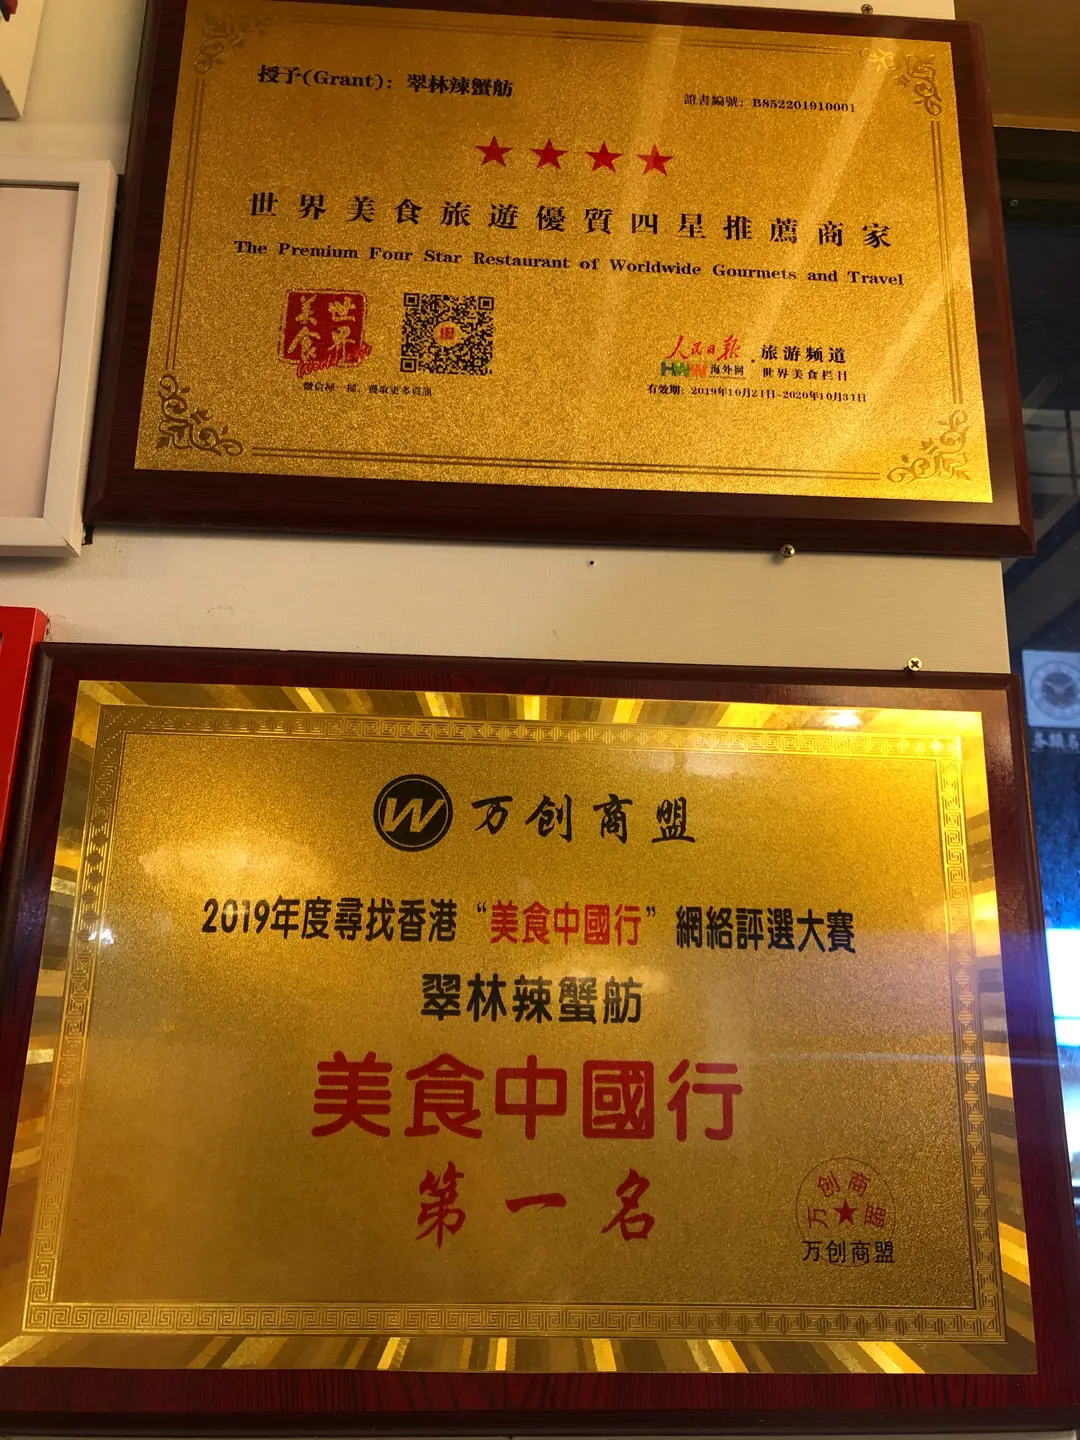 授予(Grant)：翠林辣蟹舫
證書編號：B852201910001
★★★★
世界美食旅遊優質四星推薦商家
The Premium Four Star Restaurant of Worldwide Gourmets and Travel
世界美食
人民日报
HWW 海外网
旅游频道
世界美食栏目
有效期：2019年10月21日~2020年10月31日
W 万创商盟
2019年度尋找香港“美食中國行”網絡評選大賽
翠林辣蟹舫
美食中國行
第一名
万创商盟
万创商盟